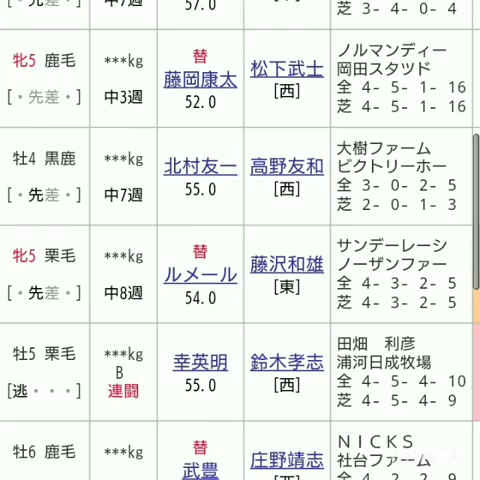 中7週
57.0
[西]
芝 3- 4- 0- 4
牝5 鹿毛
[・先差・]
***kg
中3週
替
藤岡康太
52.0
松下武士
[西]
ノルマンディー
岡田スタツド
全 4- 5- 1- 16
芝 4- 5- 1- 16
牡4 黒鹿
[・先差・]
***kg
中7週
北村友一
55.0
高野友和
[西]
大樹ファーム
ビクトリーホー
全 3- 0- 2- 5
芝 2- 0- 1- 3
牝5 栗毛
[・先差・]
***kg
中8週
替
ルメール
54.0
藤沢和雄
[東]
サンデーレーシ
ノーザンファー
全 4- 3- 2- 5
芝 4- 3- 2- 5
牡5 栗毛
[逃・・・]
***kg
B
連闘
幸英明
55.0
鈴木孝志
[西]
田畑 利彦
浦河日成牧場
全 4- 5- 4- 10
芝 4- 5- 4- 9
牡6 鹿毛
***kg
替
武豊
庄野靖志
NICKS
社台ファーム